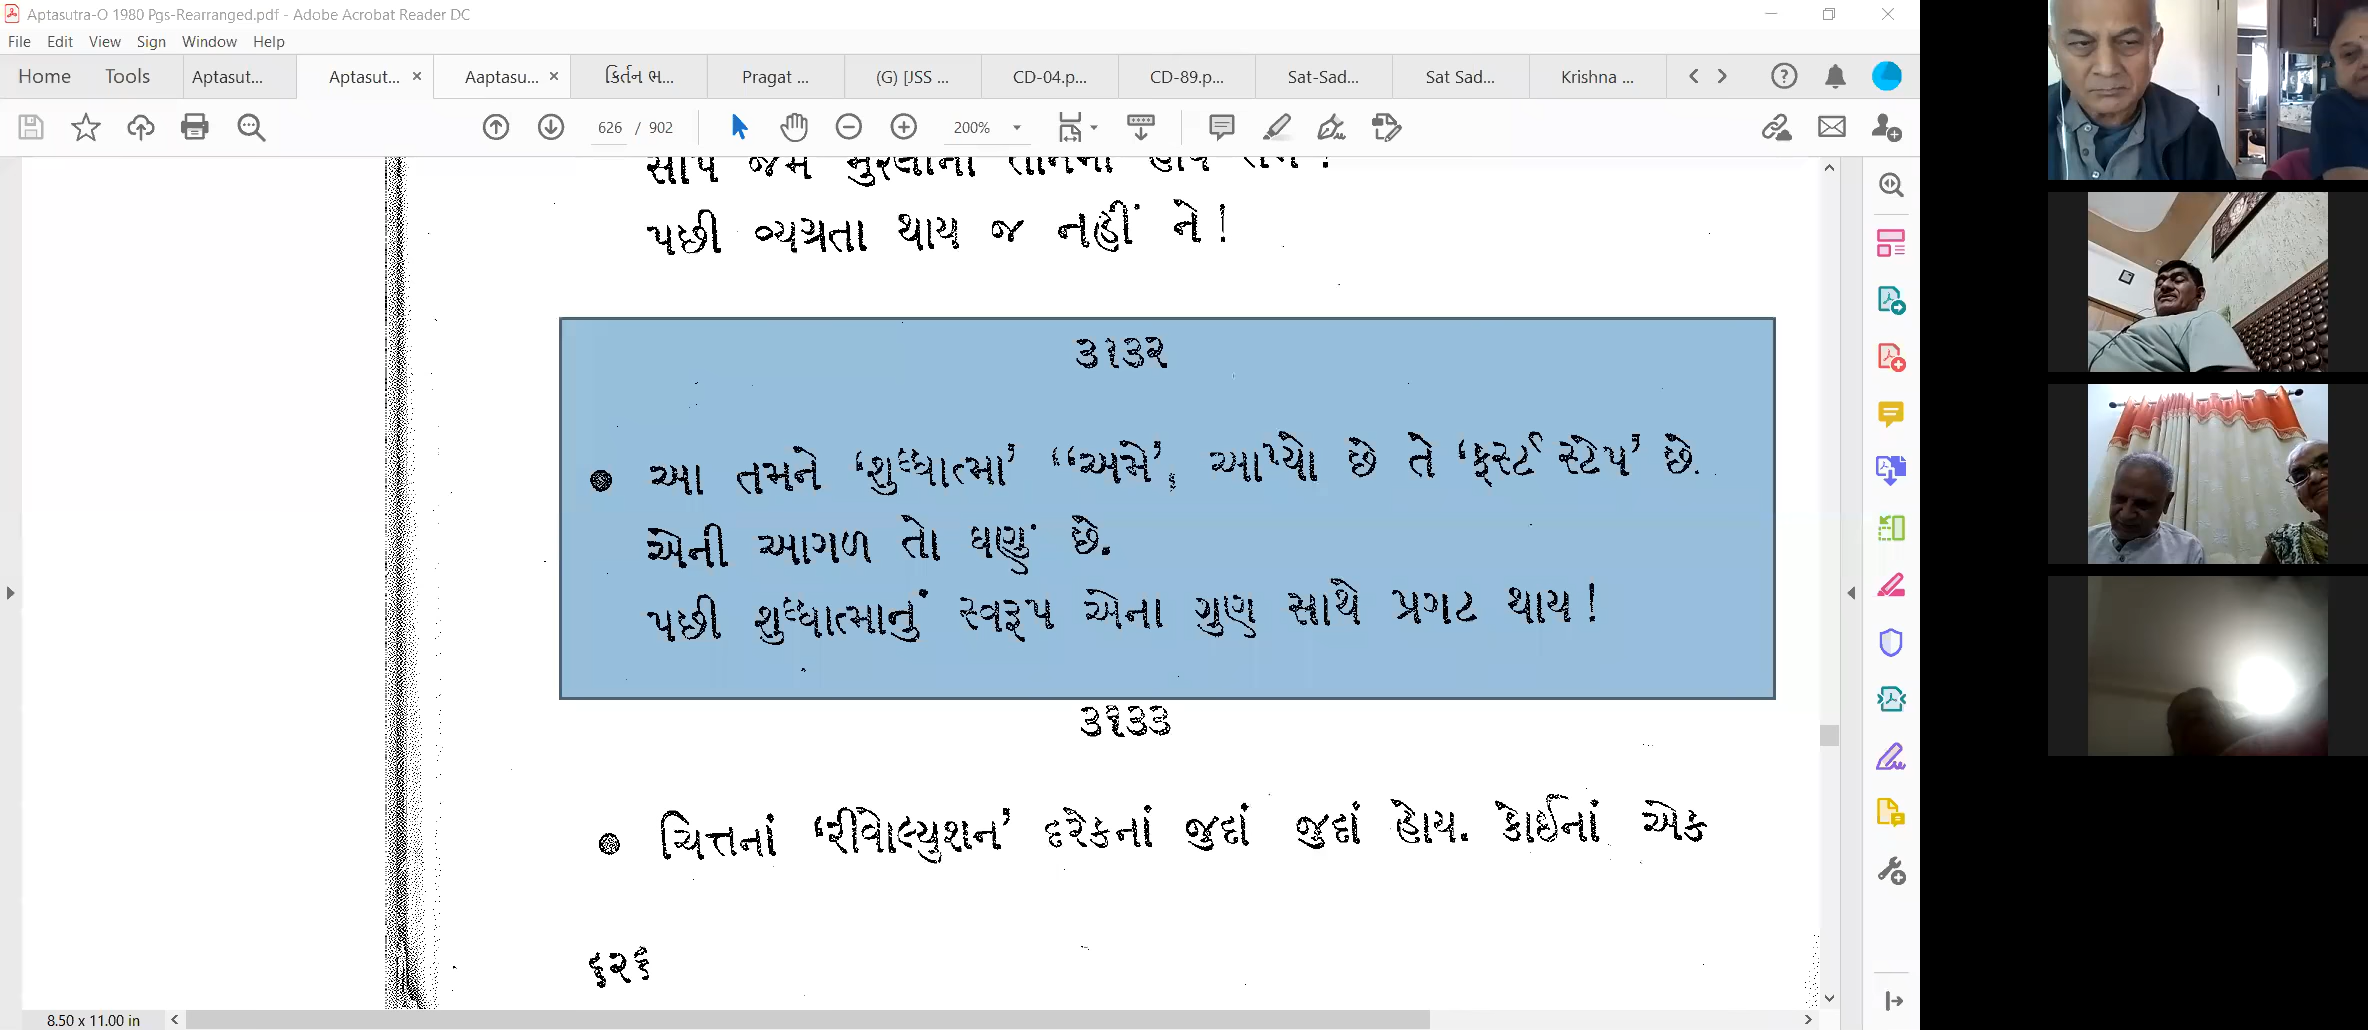 Aptasutra-O 1980 Pgs-Rearranged.pdf - Adobe Acrobat Reader DC
File Edit View Sign Window Help
Home Tools Aptasut... Aptasut... × Aaptasu... × કિર્તન ભ... Pragat ... (G) [JSS ... CD-04.p... CD-89.p... Sat-Sad... Sat Sad... Krishna ...
626 / 902 200%
પછી વ્યગ્રતા થાય જ નહીં ને!
૩૧૩૨
● આ તમને ‘શુદ્ધાત્મા’ “અમે’, આપ્યો છે તે ‘ફર્સ્ટ સ્ટેપ’ છે.
એની આગળ તો ઘણું છે.
પછી શુદ્ધાત્માનું સ્વરૂપ એના ગુણ સાથે પ્રગટ થાય!
૩૧૩૩
● ચિત્તનાં ‘રીવોલ્યુશન’ દરેકનાં જુદાં જુદાં હોય. કોઈનાં એક
૬૨૬
8.50 x 11.00 in